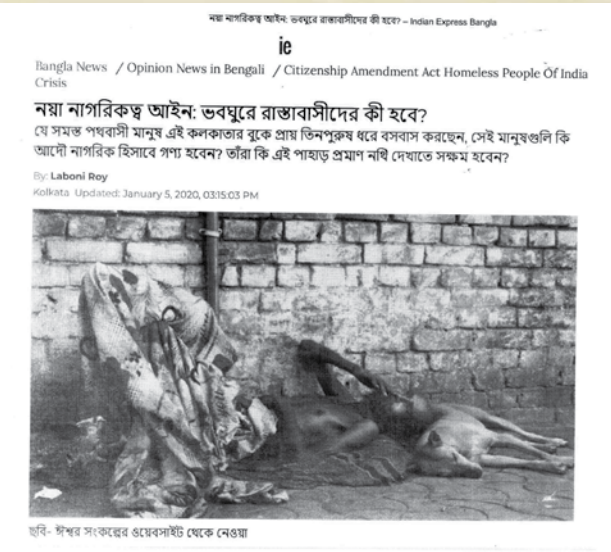 নয়া নাগরিকত্ব আইন: ভবঘুরে রাস্তাবাসীদের কী হবে? – Indian Express Bangla
ie
Bangla News / Opinion News in Bengali / Citizenship Amendment Act Homeless People Of India
Crisis
নয়া নাগরিকত্ব আইন: ভবঘুরে রাস্তাবাসীদের কী হবে?
যে সমস্ত পথবাসী মানুষ এই কলকাতার বুকে প্রায় তিনপুরুষ ধরে বসবাস করছেন, সেই মানুষগুলি কি
আদৌ নাগরিক হিসাবে গণ্য হবেন? তাঁরা কি এই পাহাড় প্রমাণ নথি দেখাতে সক্ষম হবেন?
By: Laboni Roy
Kolkata Updated: January 5, 2020, 03:15:03 PM
ছবি- ঈশ্বর সংকল্পের ওয়েবসাইট থেকে নেওয়া